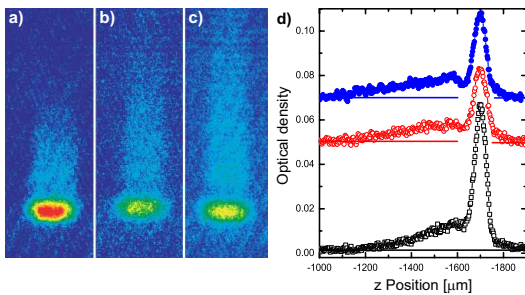 a)
b)
c)
d)
Optical density
0.10
0.08
0.06
0.04
0.02
0.00
-1000
-1200
-1400
-1600
-1800
z Position [μm]